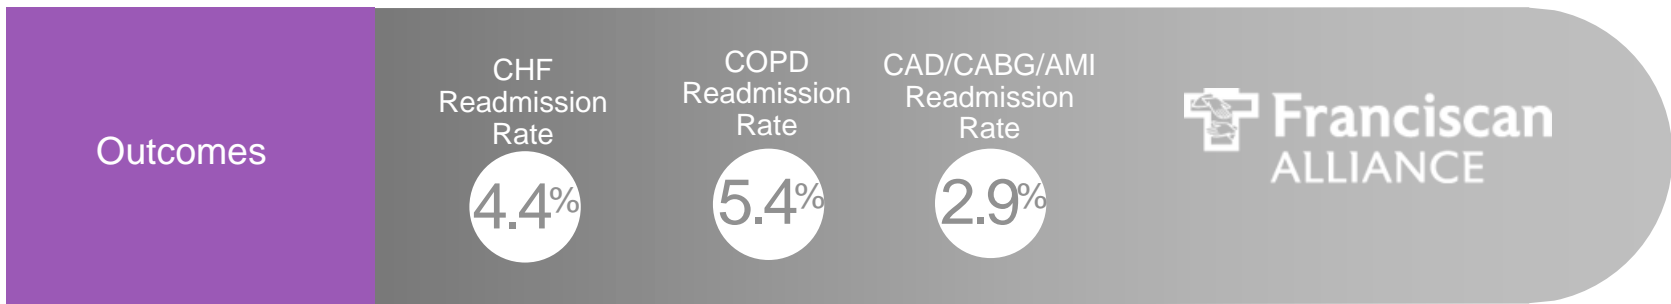 Outcomes
CHF
Readmission
Rate
4.4%
COPD
Readmission
Rate
5.4%
CAD/CABG/AMI
Readmission
Rate
2.9%
Franciscan
ALLIANCE